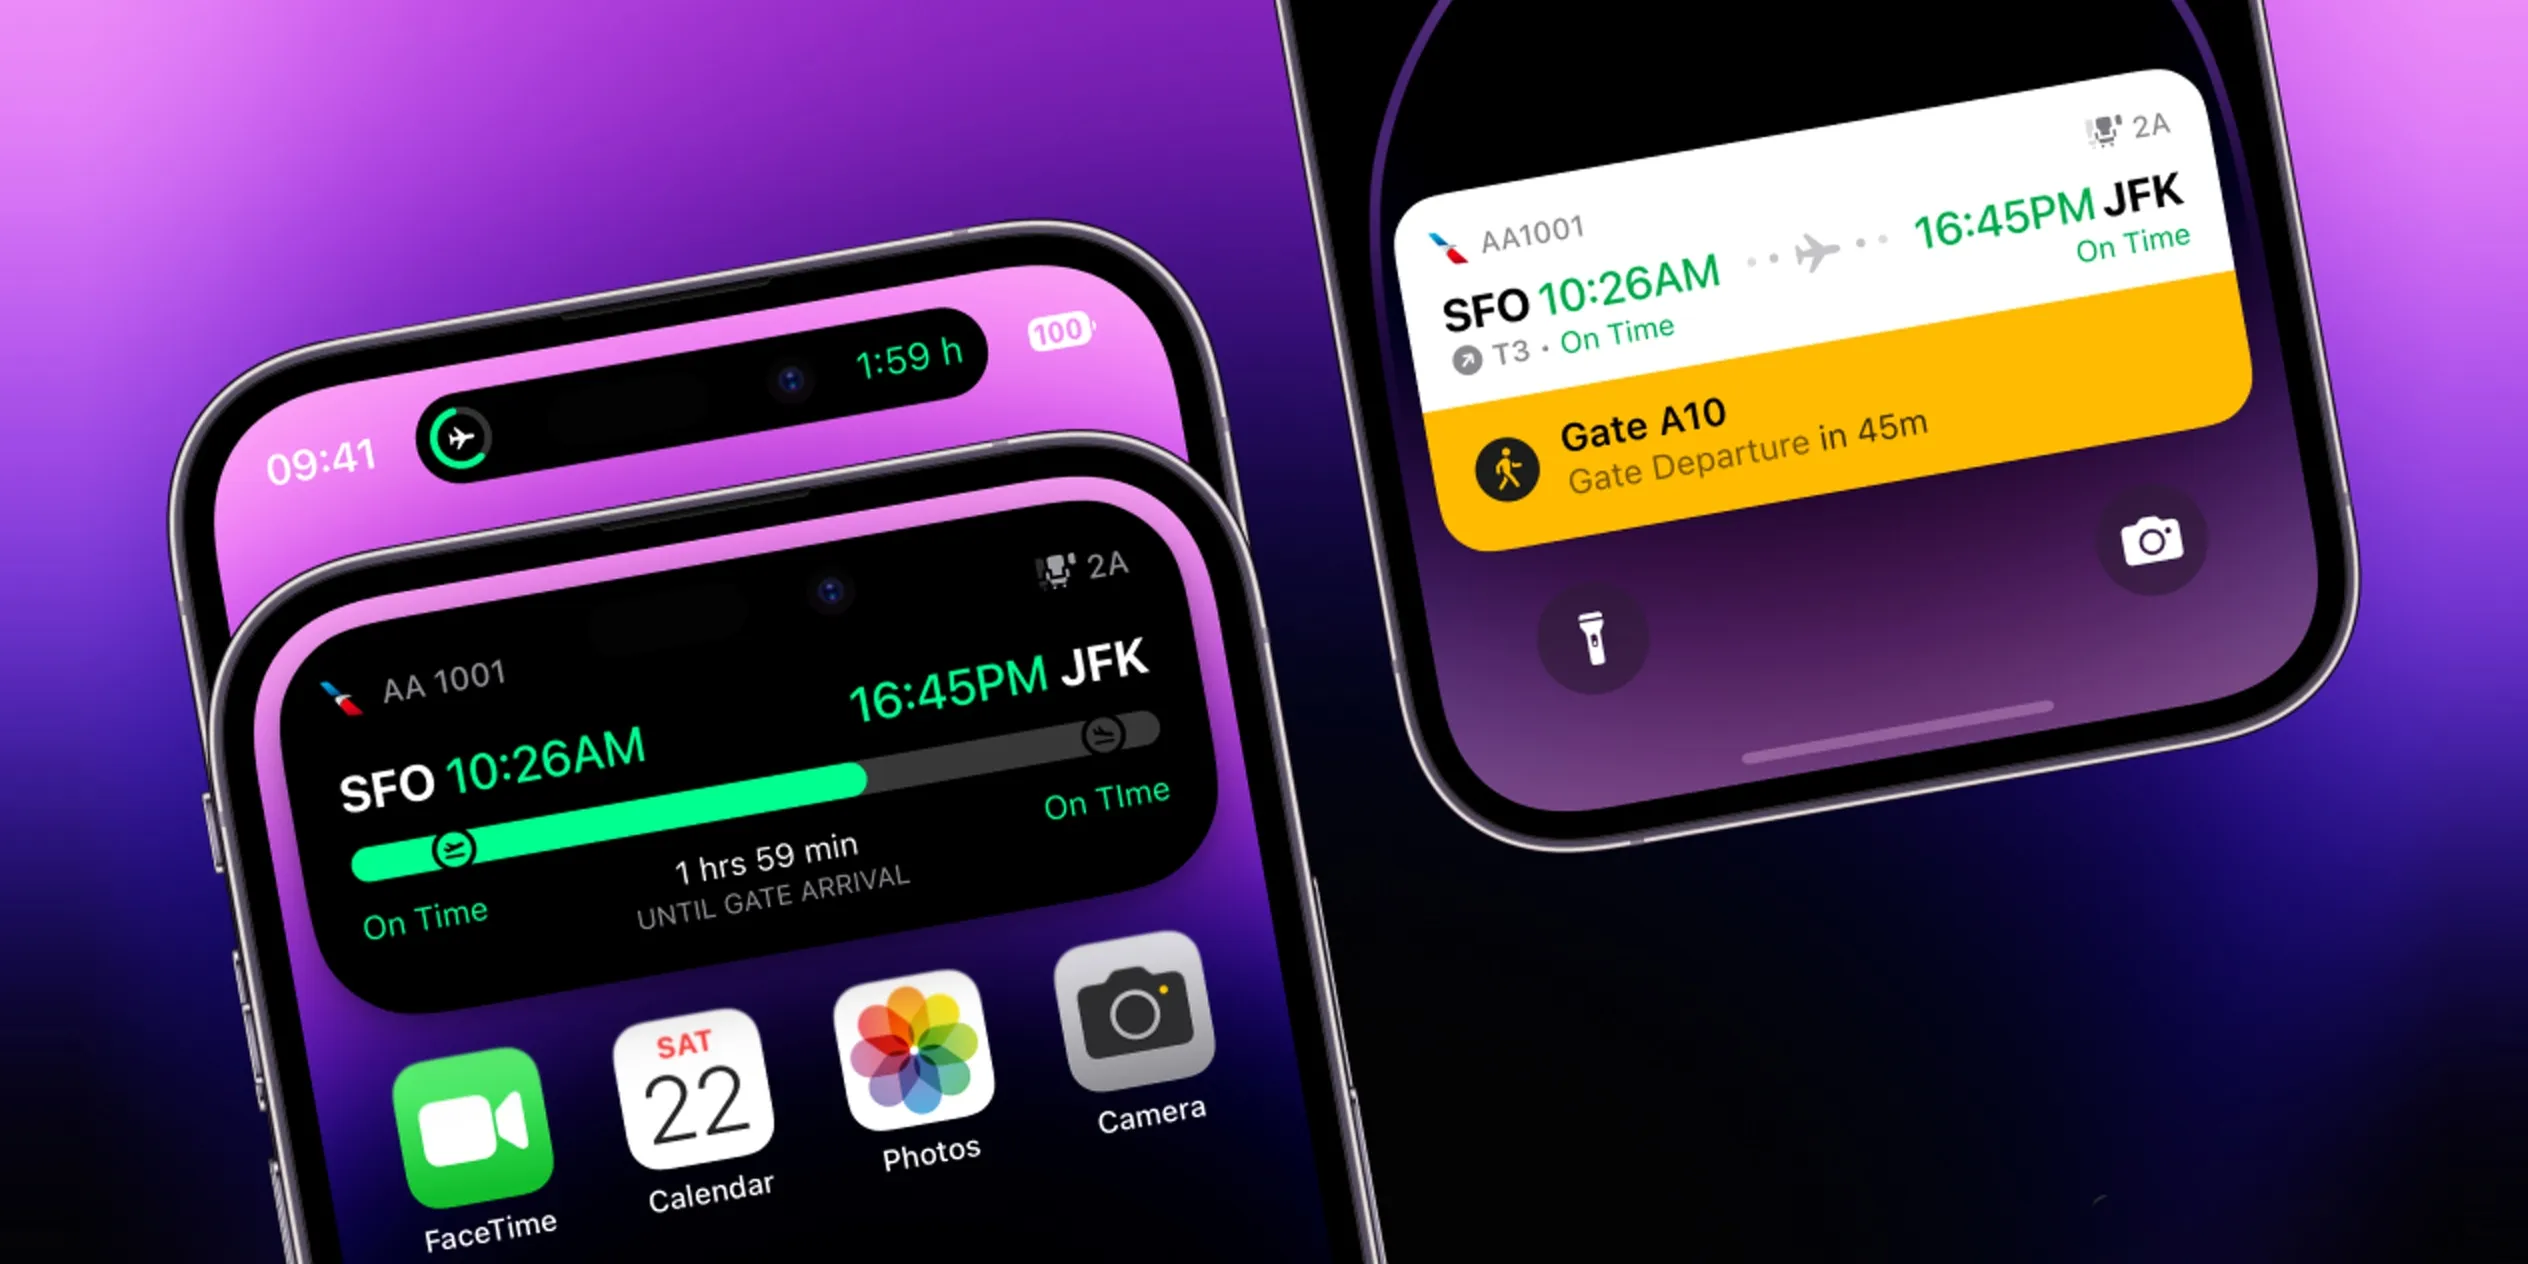 09:41
1:59 h
100
AA 1001
2A
SFO 10:26AM
16:45PM JFK
On Time
1 hrs 59 min
UNTIL GATE ARRIVAL
On TIme
FaceTime
SAT
22
Calendar
Photos
Camera
AA1001
2A
SFO 10:26AM
16:45PM JFK
T3 · On Time
On Time
Gate A10
Gate Departure in 45m